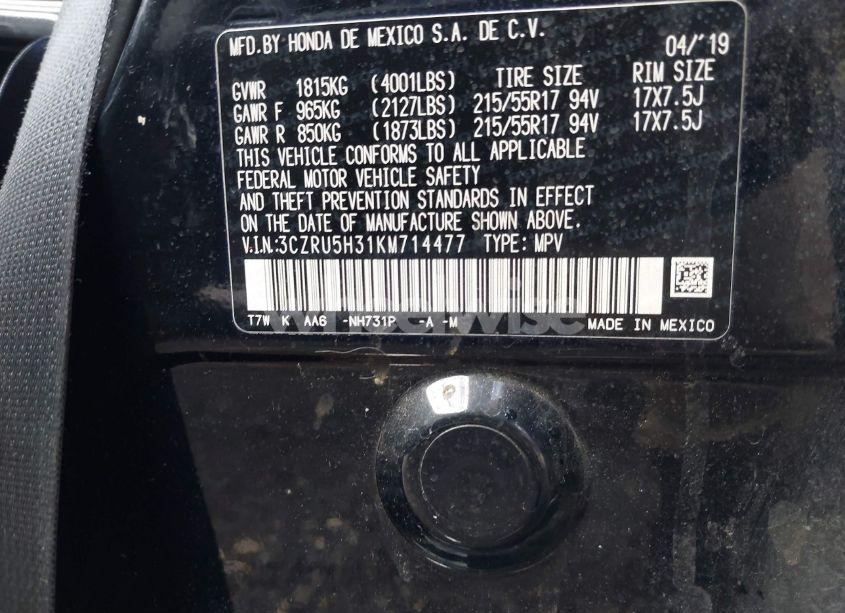 MFD.BY HONDA DE MEXICO S.A. DE C.V. 04/'19
GVWR 1815KG (4001LBS) TIRE SIZE RIM SIZE
GAWR F 965KG (2127LBS) 215/55R17 94V 17X7.5J
GAWR R 850KG (1873LBS) 215/55R17 94V 17X7.5J
THIS VEHICLE CONFORMS TO ALL APPLICABLE
FEDERAL MOTOR VEHICLE SAFETY
AND THEFT PREVENTION STANDARDS IN EFFECT
ON THE DATE OF MANUFACTURE SHOWN ABOVE.
V.I.N.:3CZRU5H31KM714477 TYPE: MPV
T7W K AA6 -NH731P -A -M MADE IN MEXICO